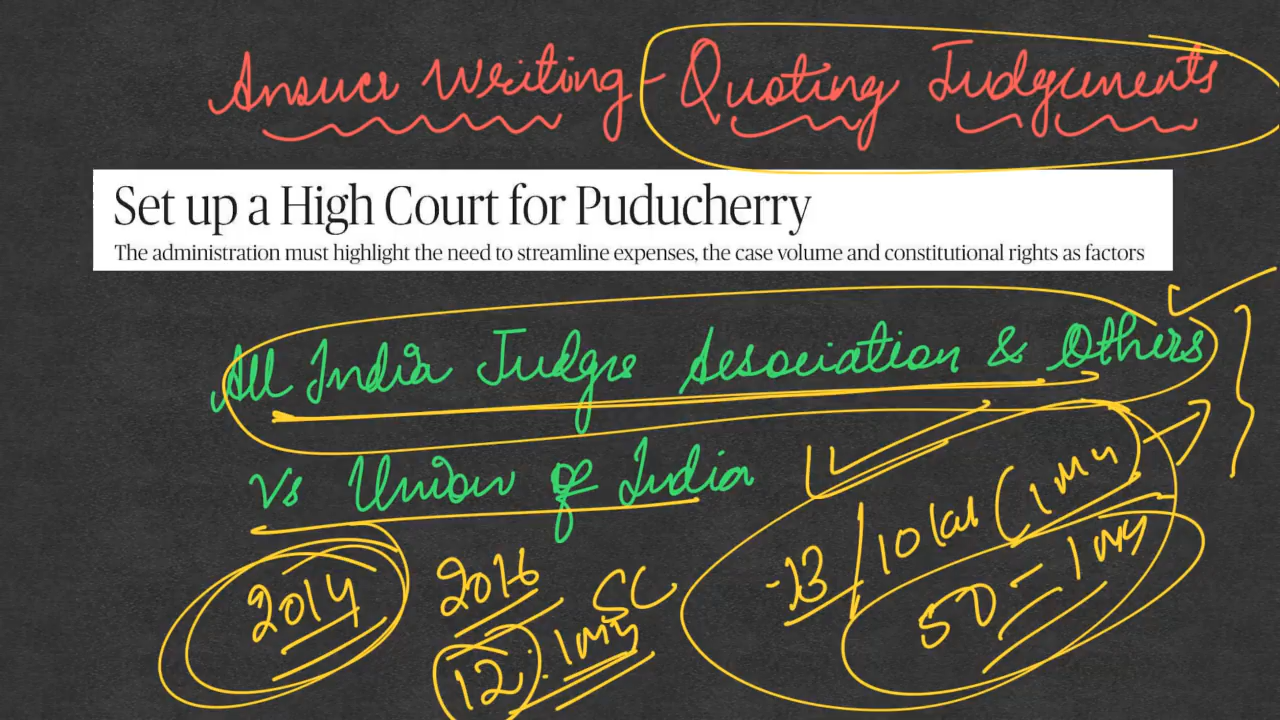 Answer Writing - Quoting Judgements
Set up a High Court for Puducherry
The administration must highlight the need to streamline expenses, the case volume and constitutional rights as factors
All India Judge Association & Others
Vs Union of India
13/10 lac (1 My)
50 = 1 My
2014
2016
SC
12 : 1 My